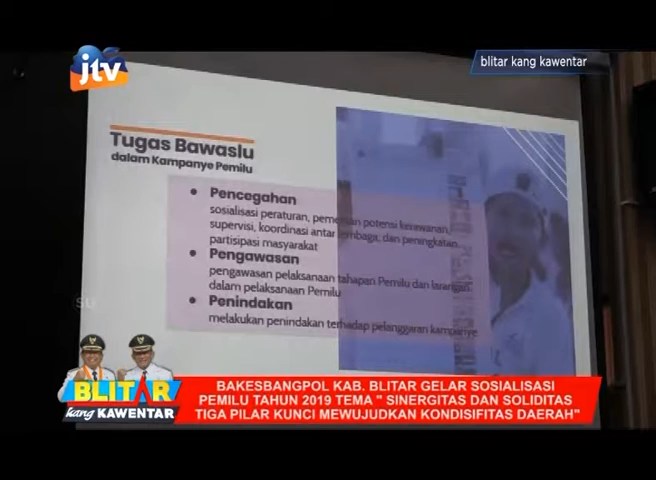 jtv
blitar kang kawentar
Tugas Bawaslu
dalam Kampanye Pemilu
• Pencegahan
sosialisasi peraturan, pemetaan potensi kerawanan,
supervisi, koordinasi antar lembaga, dan peningkatan
partisipasi masyarakat
• Pengawasan
pengawasan pelaksanaan tahapan Pemilu dan larangan
dalam pelaksanaan Pemilu
• Penindakan
melakukan penindakan terhadap pelanggaran kampanye
BLITAR
kang KAWENTAR
BAKESBANGPOL KAB. BLITAR GELAR SOSIALISASI
PEMILU TAHUN 2019 TEMA " SINERGITAS DAN SOLIDITAS
TIGA PILAR KUNCI MEWUJUDKAN KONDISIFITAS DAERAH"